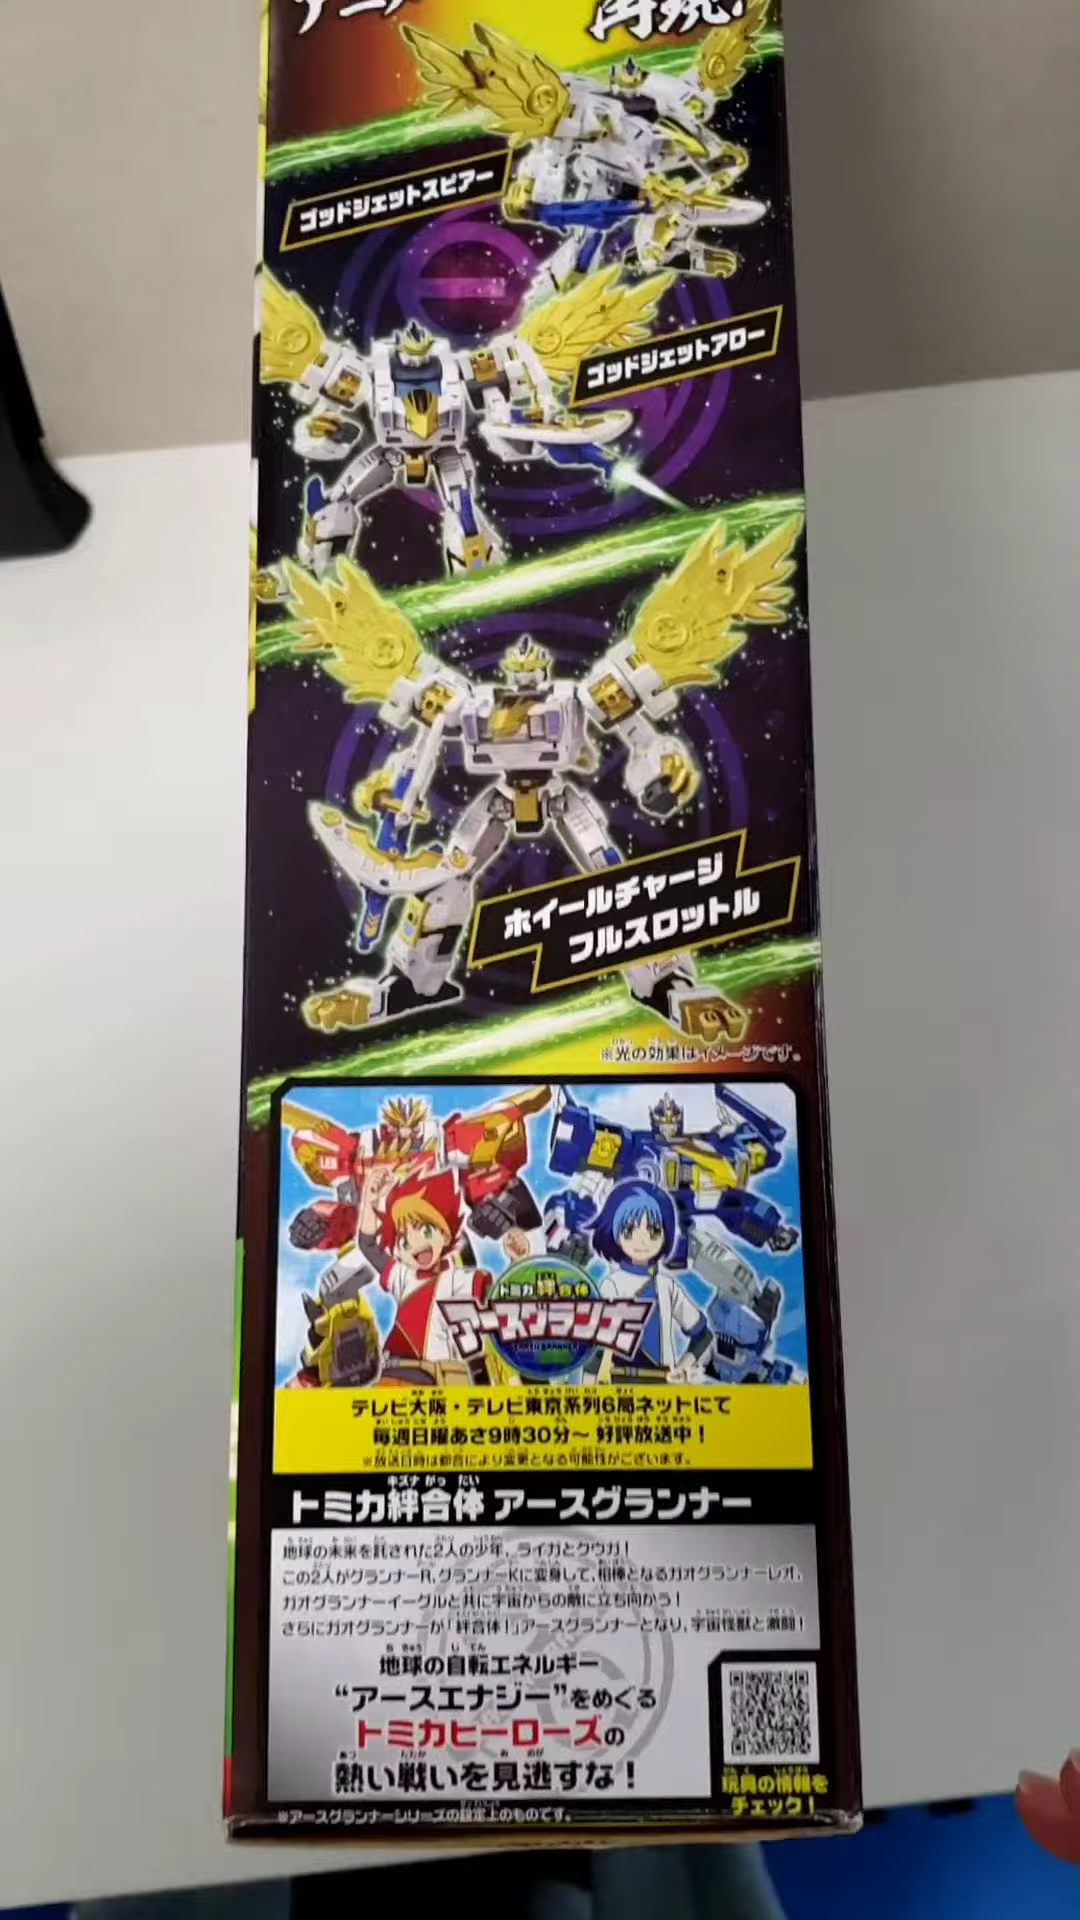 アニメ
再現!
ゴッドジェットスピアー
ゴッドジェットアロー
ホイールチャージ
フルスロットル
※光の効果はイメージです。
トミカ絆合体
アースグランナー
EARTH GRANNER
テレビ大阪・テレビ東京系列6局ネットにて
毎週日曜あさ9時30分〜 好評放送中!
※放送日時は都合により変更となる可能性がございます。
トミカ絆合体 アースグランナー
地球の未来を託された2人の少年、ライガとクウガ!
この2人がグランナーR、グランナーKに変身して、相棒となるガオグランナーレオ、
ガオグランナーイーグルと共に宇宙からの敵に立ち向かう!
さらにガオグランナーが「絆合体!」アースグランナーとなり、宇宙怪獣と激闘!
地球の自転エネルギー
“アースエナジー”をめぐる
トミカヒーローズの
熱い戦いを見逃すな!
玩具の情報を
チェック!
※アースグランナーシリーズの設定上のものです。